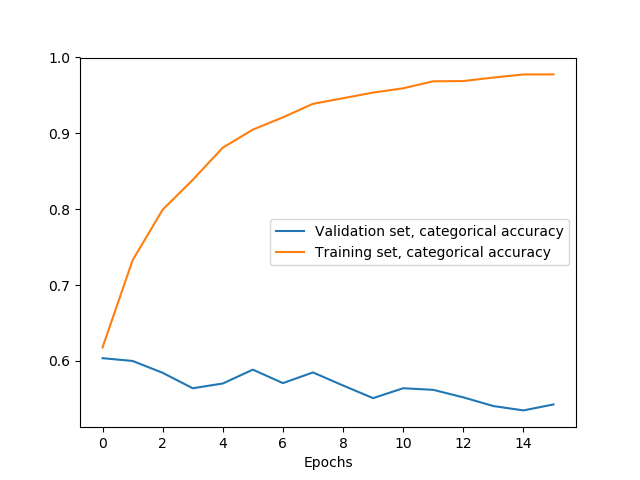 1.0
0.9
0.8
0.7
0.6
Validation set, categorical accuracy
Training set, categorical accuracy
0 2 4 6 8 10 12 14
Epochs